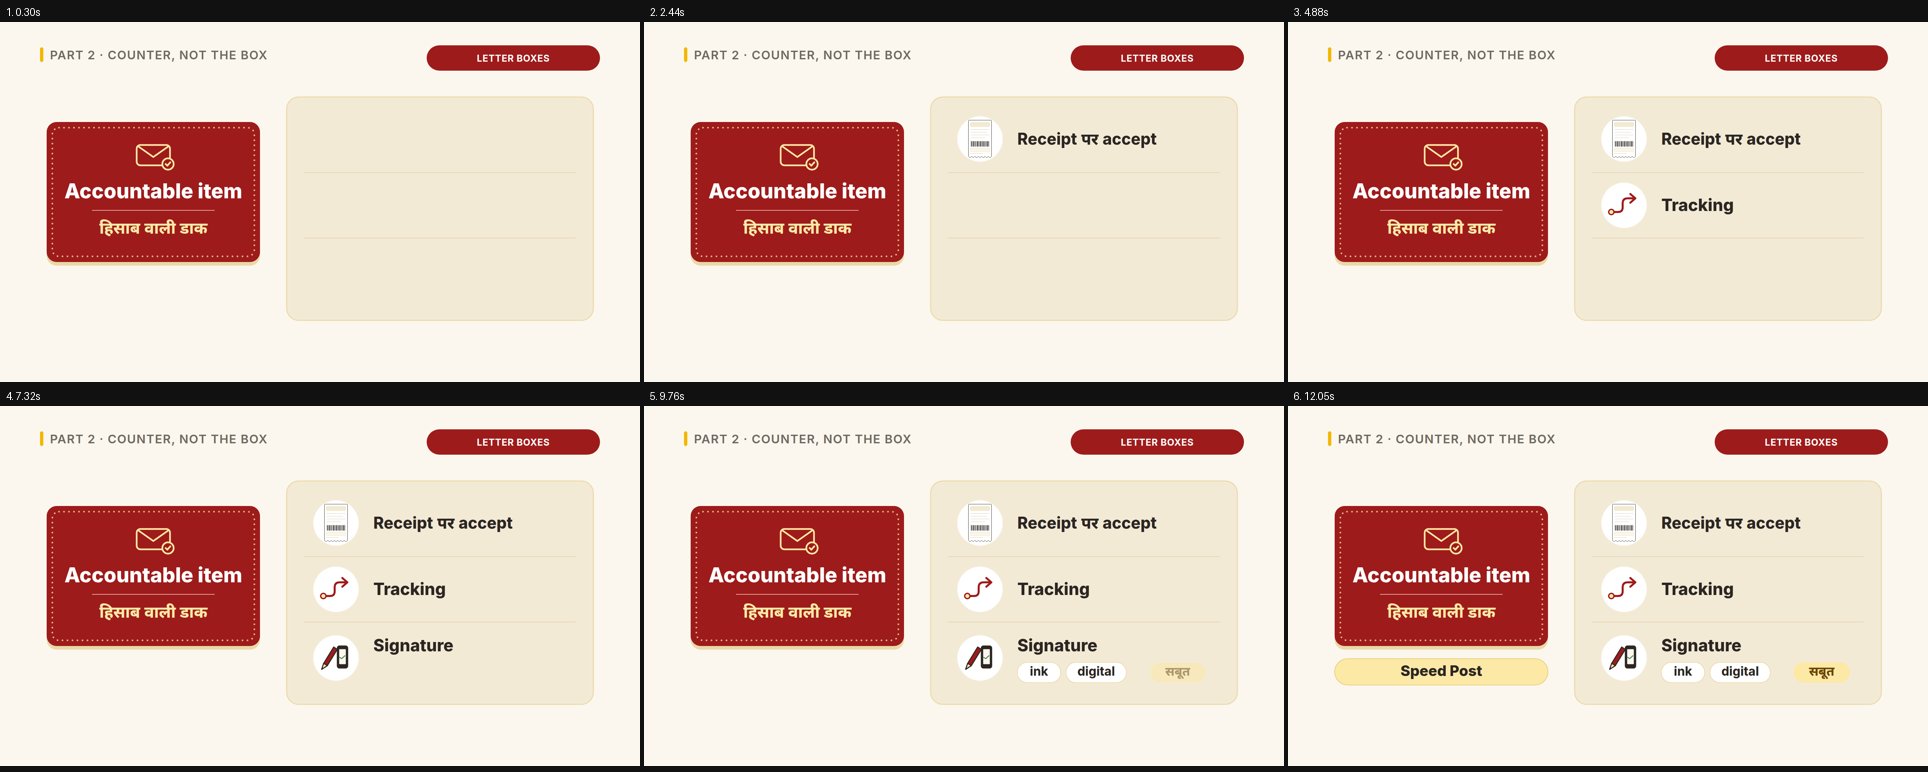 1. 0.30s
PART 2 · COUNTER, NOT THE BOX
LETTER BOXES
Accountable item
हिसाब वाली डाक
2. 2.44s
PART 2 · COUNTER, NOT THE BOX
LETTER BOXES
Accountable item
हिसाब वाली डाक
Receipt पर accept
3. 4.88s
PART 2 · COUNTER, NOT THE BOX
LETTER BOXES
Accountable item
हिसाब वाली डाक
Receipt पर accept
Tracking
4. 7.32s
PART 2 · COUNTER, NOT THE BOX
LETTER BOXES
Accountable item
हिसाब वाली डाक
Receipt पर accept
Tracking
Signature
5. 9.76s
PART 2 · COUNTER, NOT THE BOX
LETTER BOXES
Accountable item
हिसाब वाली डाक
Receipt पर accept
Tracking
Signature
ink digital सबूत
6. 12.05s
PART 2 · COUNTER, NOT THE BOX
LETTER BOXES
Accountable item
हिसाब वाली डाक
Speed Post
Receipt पर accept
Tracking
Signature
ink digital सबूत